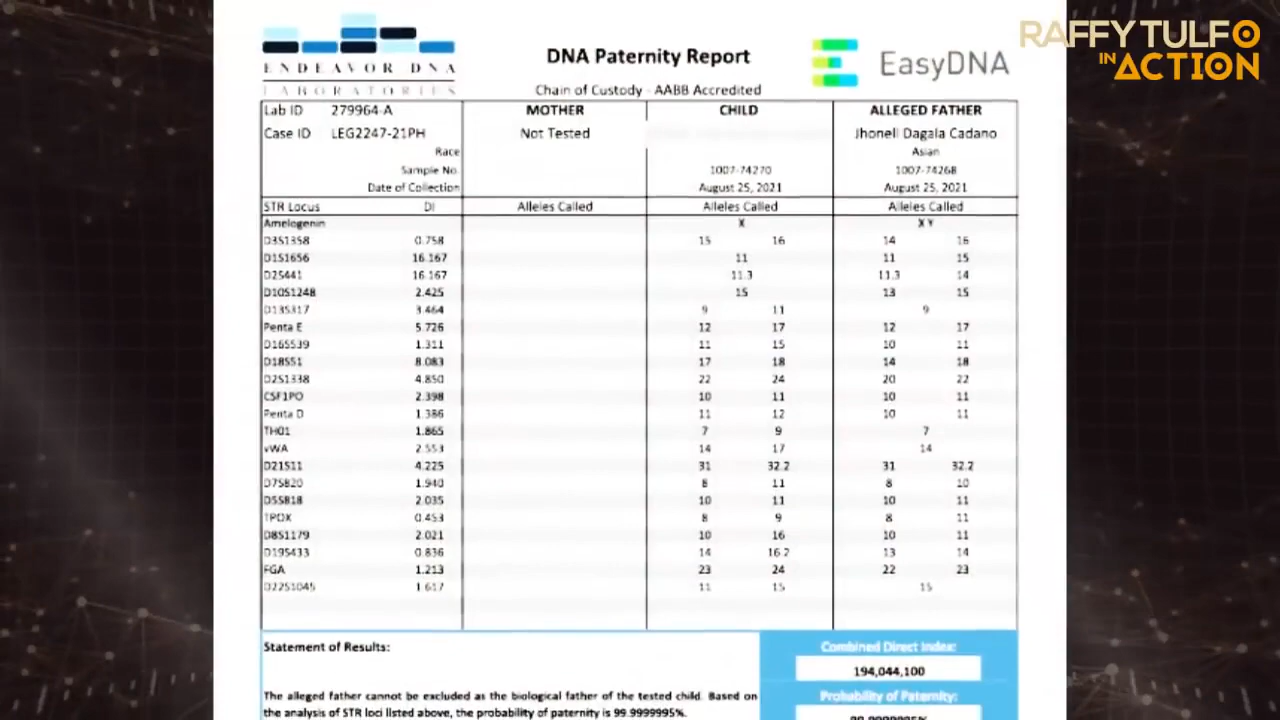 RAFFY TULFO
IN ACTION
ENDEAVOR DNA
LABORATORIES
DNA Paternity Report
Chain of Custody - AABB Accredited
EasyDNA
Lab ID 279964-A MOTHER CHILD ALLEGED FATHER
Case ID LEG2247-21PH Not Tested Jhonell Dagala Cadano
Race Asian
Sample No. 1007-74270 1007-74268
Date of Collection August 25, 2021 August 25, 2021
STR Locus DI Alleles Called Alleles Called Alleles Called
Amelogenin X X Y
D3S1358 0.758 15 16 14 16
D1S1656 16.167 11 11 15
D2S441 16.167 11.3 11.3 14
D10S1248 2.425 15 13 15
D13S317 3.464 9 11 9
Penta E 5.726 12 17 12 17
D16S539 1.311 11 15 10 11
D18S51 8.083 17 18 14 18
D2S1338 4.850 22 24 20 22
CSF1PO 2.398 10 11 10 11
Penta D 1.386 11 12 10 11
TH01 1.865 7 9 7
vWA 2.553 14 17 14
D21S11 4.225 31 32.2 31 32.2
D7S820 1.940 8 11 8 10
D5S818 2.035 10 11 10 11
TPOX 0.453 8 9 8 11
D8S1179 2.021 10 16 10 11
D19S433 0.836 14 16.2 13 14
FGA 1.213 23 24 22 23
D22S1045 1.617 11 15 15
Statement of Results:
Combined Direct Index:
194,044,100
The alleged father cannot be excluded as the biological father of the tested child. Based on
the analysis of STR loci listed above, the probability of paternity is 99.9999995%.
Probability of Paternity:
99.9999995%